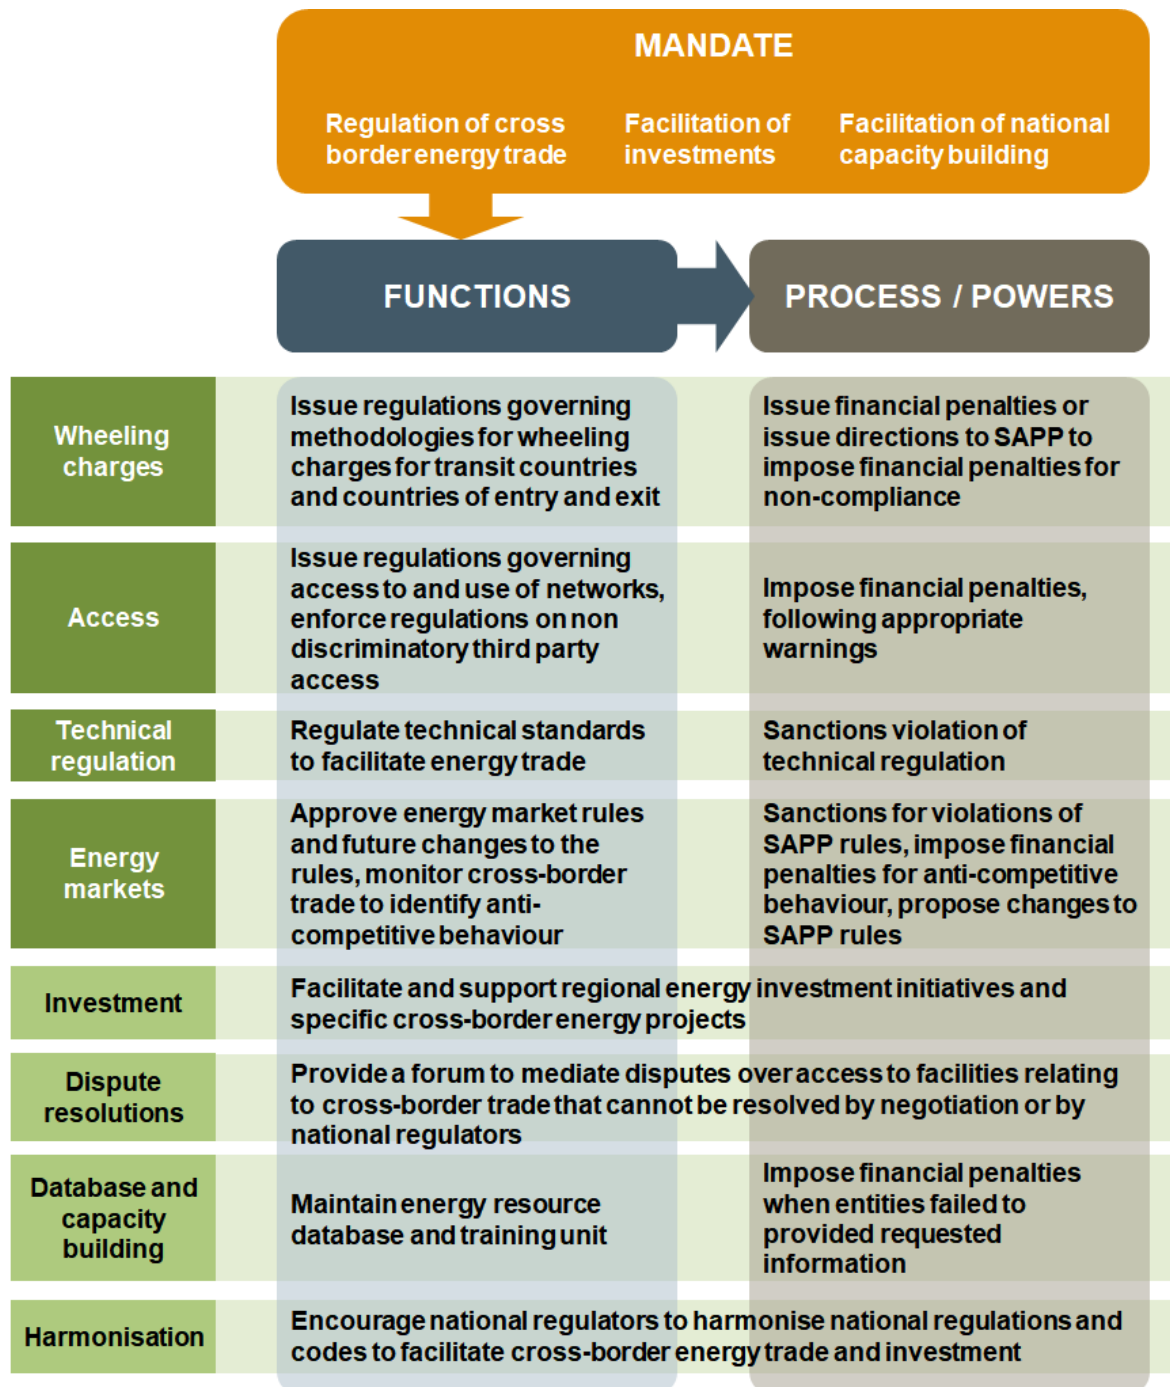 MANDATE
Regulation of cross
border energy trade
Facilitation of
investments
Facilitation of national
capacity building
FUNCTIONS
PROCESS / POWERS
Wheeling
charges
Issue regulations governing
methodologies for wheeling
charges for transit countries
and countries of entry and exit
Issue financial penalties or
issue directions to SAPP to
impose financial penalties for
non-compliance
Access
Issue regulations governing
access to and use of networks,
enforce regulations on non
discriminatory third party
access
Impose financial penalties,
following appropriate
warnings
Technical
regulation
Regulate technical standards
to facilitate energy trade
Sanctions violation of
technical regulation
Energy
markets
Approve energy market rules
and future changes to the
rules, monitor cross-border
trade to identify anti-
competitive behaviour
Sanctions for violations of
SAPP rules, impose financial
penalties for anti-competitive
behaviour, propose changes to
SAPP rules
Investment
Facilitate and support regional energy investment initiatives and
specific cross-border energy projects
Dispute
resolutions
Provide a forum to mediate disputes over access to facilities relating
to cross-border trade that cannot be resolved by negotiation or by
national regulators
Database and
capacity
building
Maintain energy resource
database and training unit
Impose financial penalties
when entities failed to
provided requested
information
Harmonisation
Encourage national regulators to harmonise national regulations and
codes to facilitate cross-border energy trade and investment